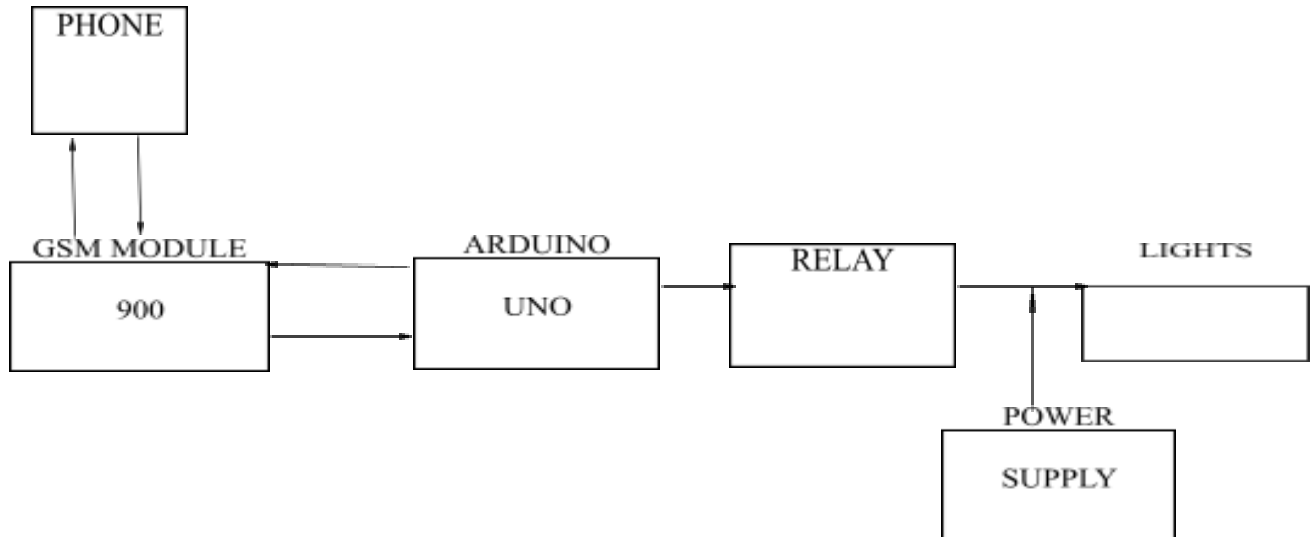 PHONE
GSM MODULE
900
ARDUINO
UNO
RELAY
LIGHTS
POWER
SUPPLY